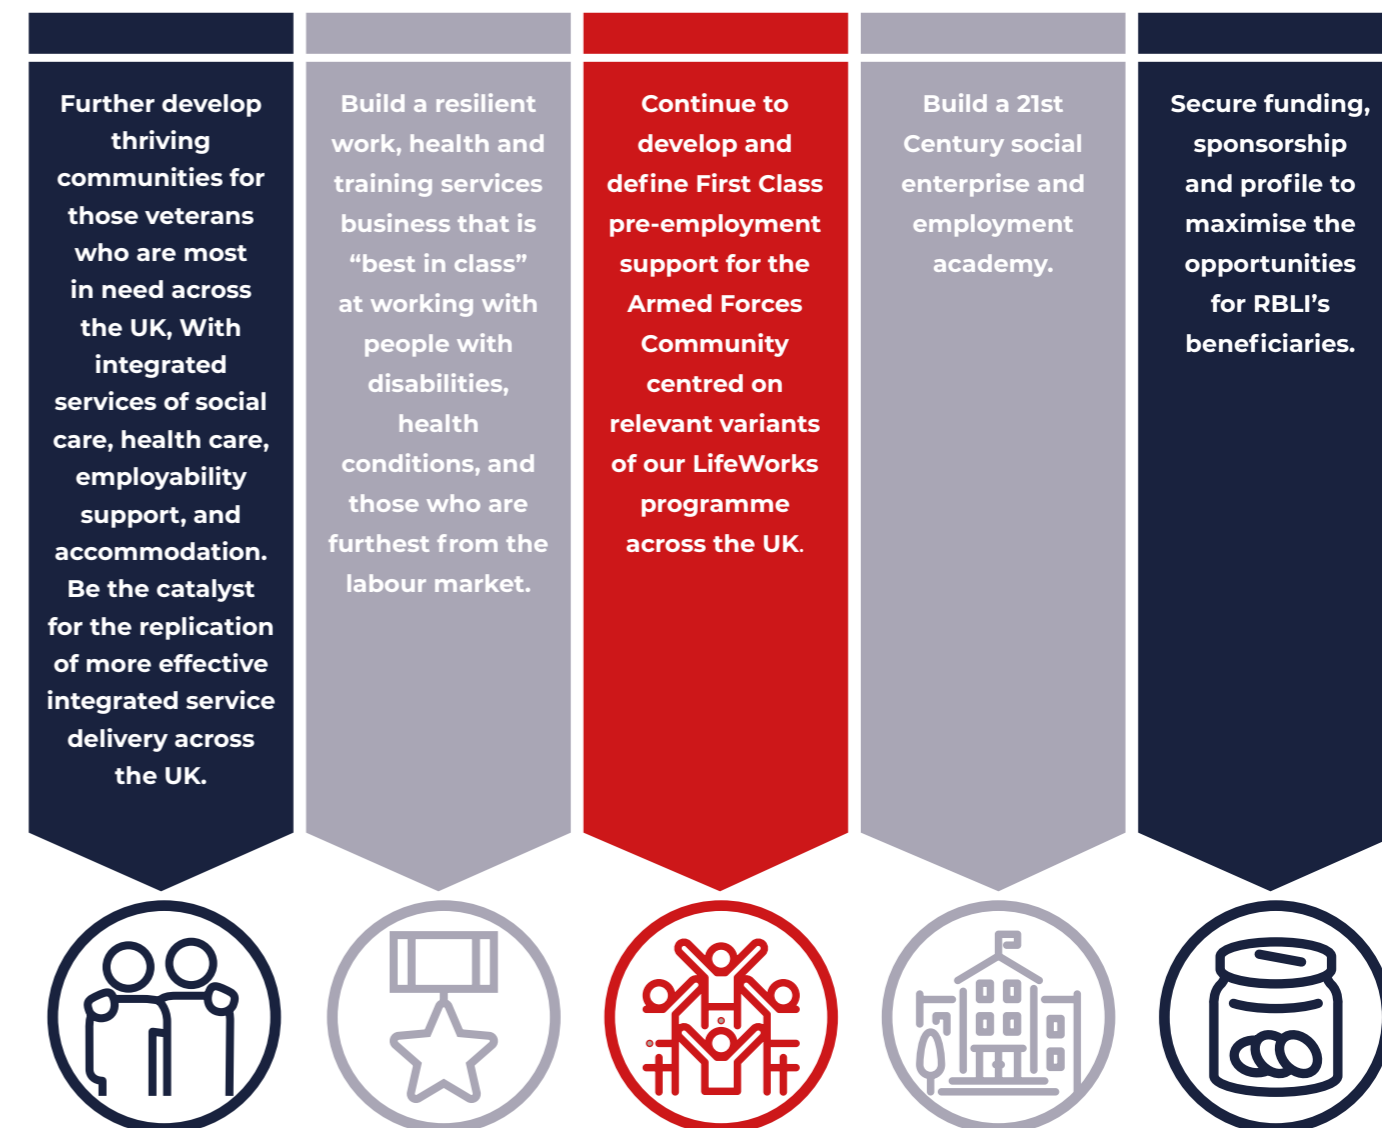 Further develop
thriving
communities for
those veterans
who are most
in need across
the UK, With
integrated
services of social
care, health care,
employability
support, and
accommodation.
Be the catalyst
for the replication
of more effective
integrated service
delivery across
the UK.
Build a resilient
work, health and
training services
business that is
“best in class”
at working with
people with
disabilities,
health
conditions, and
those who are
furthest from the
labour market.
Continue to
develop and
define First Class
pre-employment
support for the
Armed Forces
Community
centred on
relevant variants
of our LifeWorks
programme
across the UK.
Build a 21st
Century social
enterprise and
employment
academy.
Secure funding,
sponsorship
and profile to
maximise the
opportunities
for RBLI’s
beneficiaries.